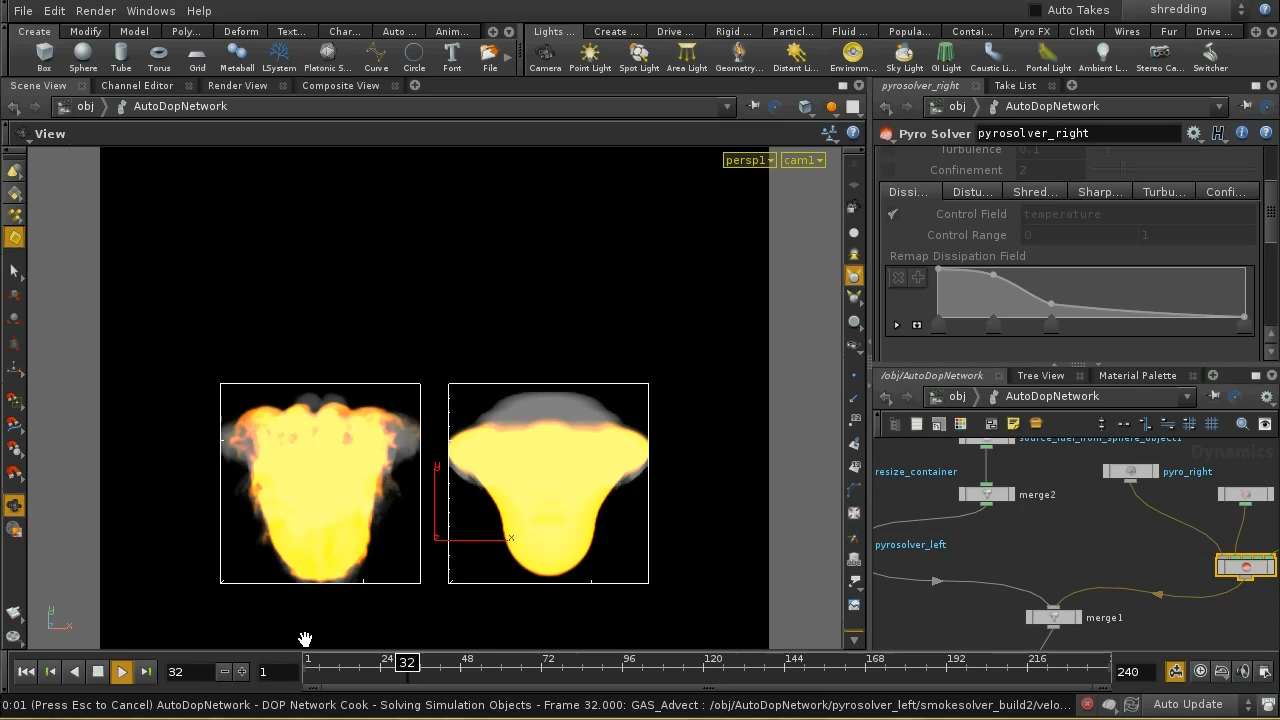 File Edit Render Windows Help Auto Takes shredding
Create Modify Model Poly... Deform Text... Char... Auto ... Anim... Lights ... Create ... Drive ... Rigid ... Particl... Fluid ... Popula... Contai... Pyro FX Cloth Wires Fur Drive ...
Box Sphere Tube Torus Grid Metaball LSystem Platonic S... Curve Circle Font File Camera Point Light Spot Light Area Light Geometry... Distant Li... Environm... Sky Light GI Light Caustic Li... Portal Light Ambient L... Stereo Ca... Switcher
Scene View Channel Editor Render View Composite View pyrosolver_right Take List
obj AutoDopNetwork obj AutoDopNetwork
View Pyro Solver pyrosolver_right
Turbulence 0.1
persp1 cam1
Confinement 2
Dissi... Distu... Shred... Sharp... Turbu... Confi...
Control Field temperature
Control Range 0 1
Remap Dissipation Field
/obj/AutoDopNetwork Tree View Material Palette
obj AutoDopNetwork
source_fuel_from_sphere_object1
Dynamics
resize_container pyro_right
merge2
y
x
pyrosolver_left
y
x
merge1
32 1 1 24 32 48 72 96 120 144 168 192 216 240
0:01 (Press Esc to Cancel) AutoDopNetwork - DOP Network Cook - Solving Simulation Objects - Frame 32.000: GAS_Advect : /obj/AutoDopNetwork/pyrosolver_left/smokesolver_build2/velo... Auto Update